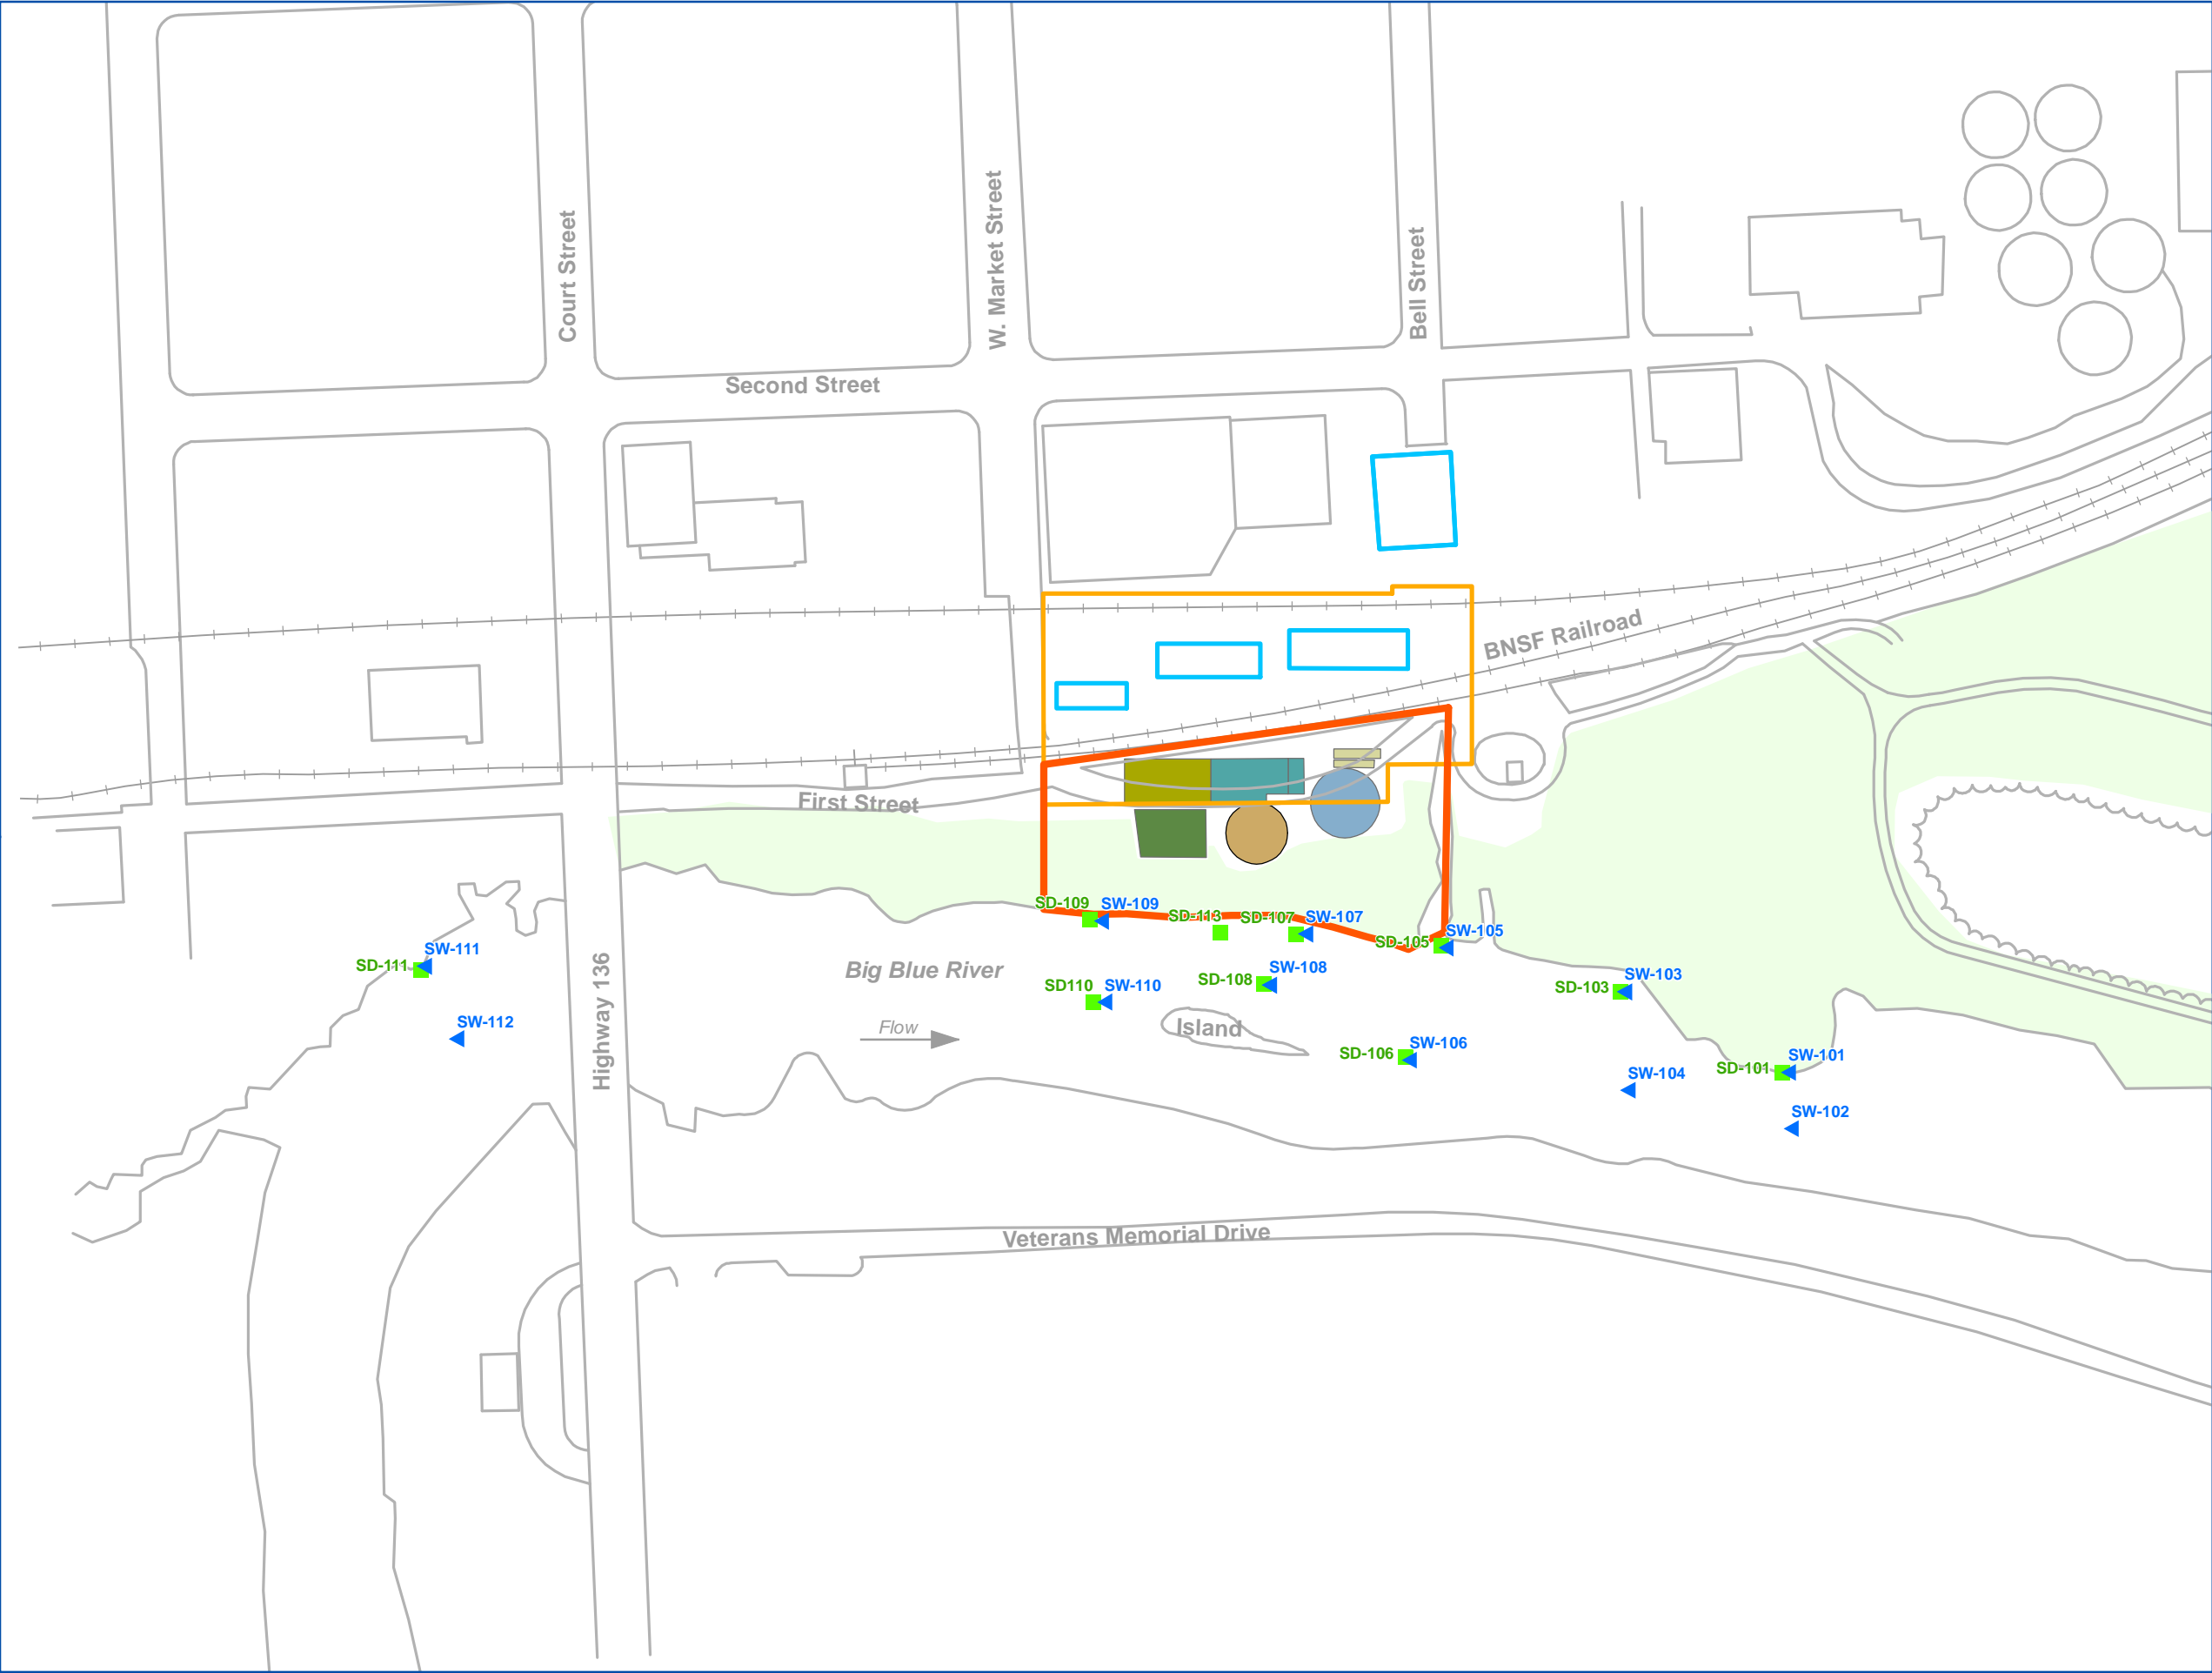 Court Street
W. Market Street
Bell Street
Second Street
BNSF Railroad
First Street
SD-109
SW-109
SD-113
SD-107
SW-107
SD-105
SW-105
SW-111
SD-111
Big Blue River
SD-108
SW-108
SD-103
SW-103
SD110
SW-110
SW-112
Flow
Island
Highway 136
SD-106
SW-106
SD-101
SW-101
SW-104
SW-102
Veterans Memorial Drive